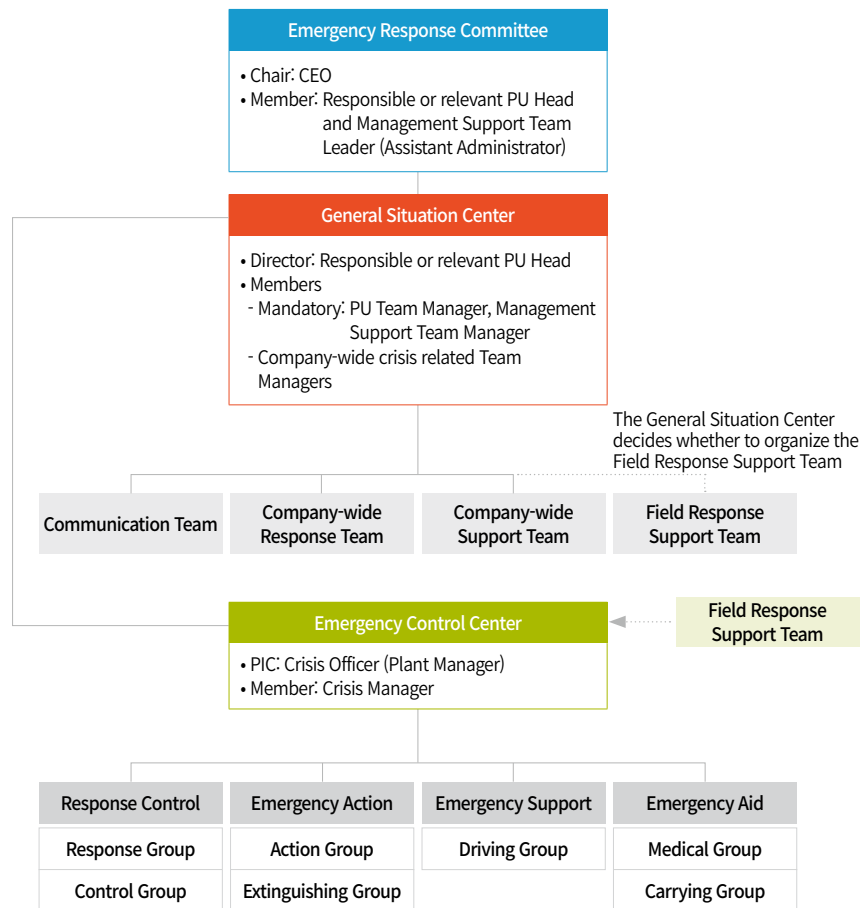 Emergency Response Committee
• Chair: CEO
• Member: Responsible or relevant PU Head
and Management Support Team
Leader (Assistant Administrator)
General Situation Center
• Director: Responsible or relevant PU Head
• Members
- Mandatory: PU Team Manager, Management
Support Team Manager
- Company-wide crisis related Team
Managers
The General Situation Center
decides whether to organize the
Field Response Support Team
Communication Team
Company-wide
Response Team
Company-wide
Support Team
Field Response
Support Team
Emergency Control Center
• PIC: Crisis Officer (Plant Manager)
• Member: Crisis Manager
Field Response
Support Team
Response Control
Response Group
Control Group
Emergency Action
Action Group
Extinguishing Group
Emergency Support
Driving Group
Emergency Aid
Medical Group
Carrying Group